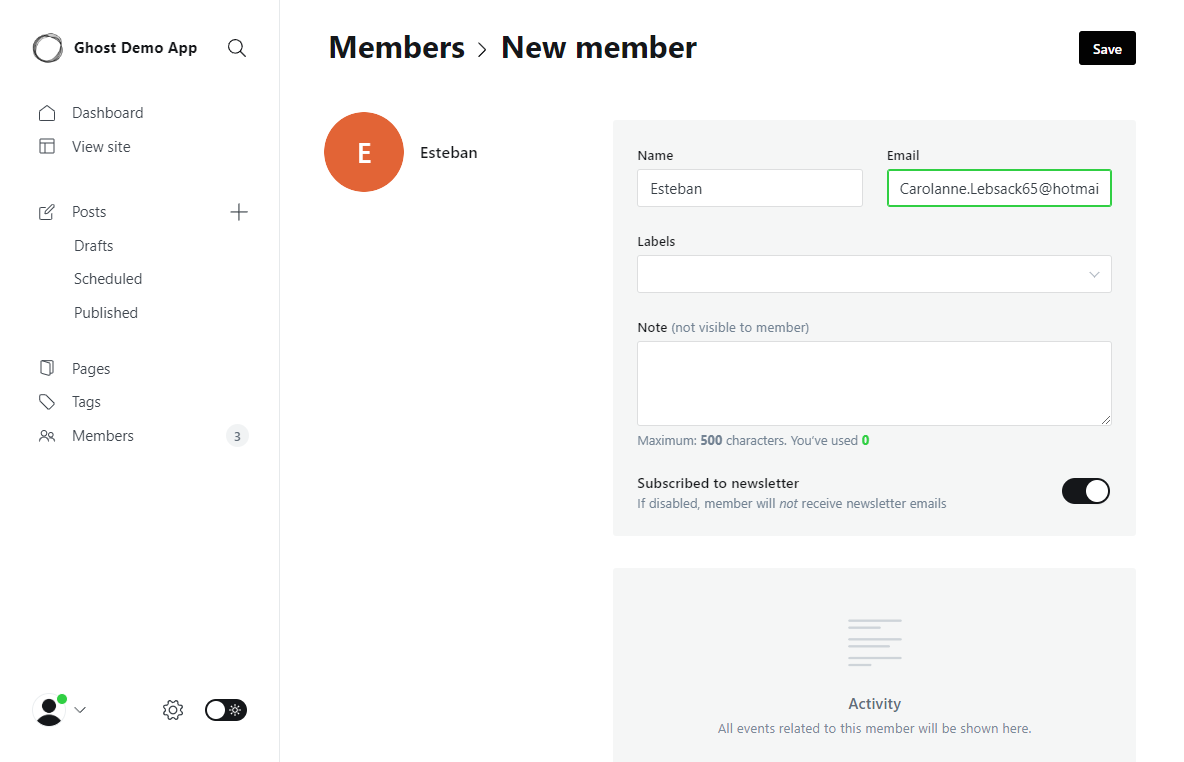 Ghost Demo App
Dashboard
View site
Posts
Drafts
Scheduled
Published
Pages
Tags
Members
3
Members > New member
Save
E
Esteban
Name
Email
Esteban
Carolanne.Lebsack65@hotmai
Labels
Note (not visible to member)
Maximum: 500 characters. You've used 0
Subscribed to newsletter
If disabled, member will not receive newsletter emails
Activity
All events related to this member will be shown here.